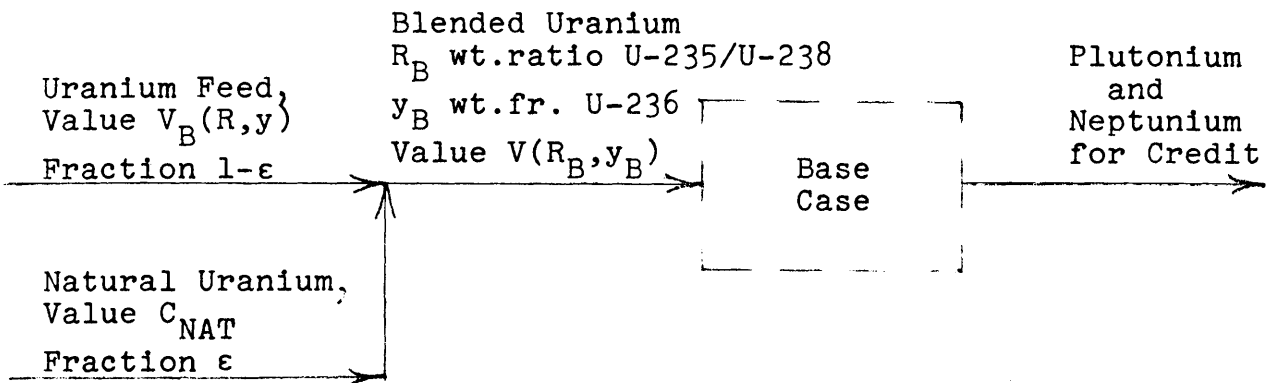 Uranium Feed,
Value V_B(R,y)
Fraction 1-ε
Blended Uranium
R_B wt.ratio U-235/U-238
y_B wt.fr. U-236
Value V(R_B,y_B)
Base
Case
Plutonium
and
Neptunium
for Credit
Natural Uranium,
Value C_NAT
Fraction ε